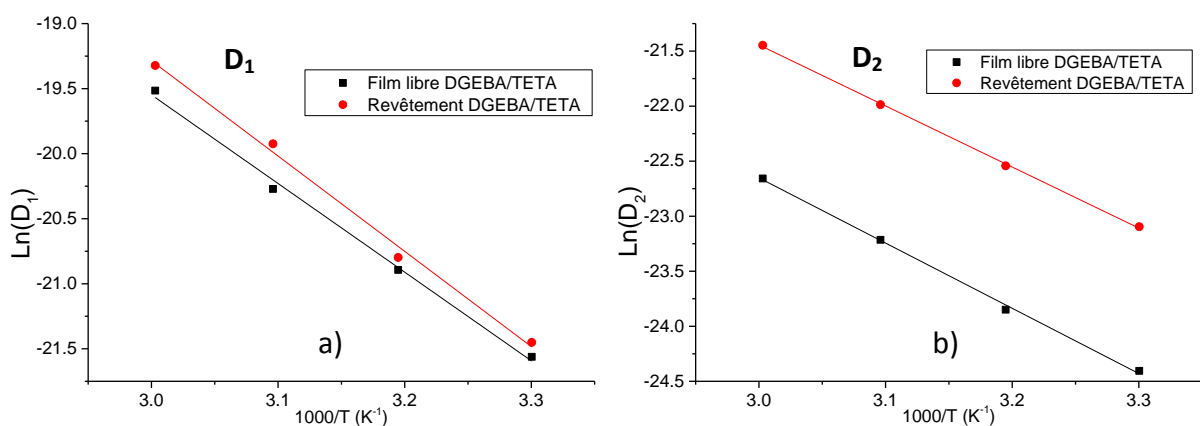 D₁
Film libre DGEBA/TETA
Revêtement DGEBA/TETA
Ln(D₁)
-19.0
-19.5
-20.0
-20.5
-21.0
-21.5
a)
3.0 3.1 3.2 3.3
1000/T (K⁻¹)
D₂
Film libre DGEBA/TETA
Revêtement DGEBA/TETA
Ln(D₂)
-21.5
-22.0
-22.5
-23.0
-23.5
-24.0
-24.5
b)
3.0 3.1 3.2 3.3
1000/T (K⁻¹)